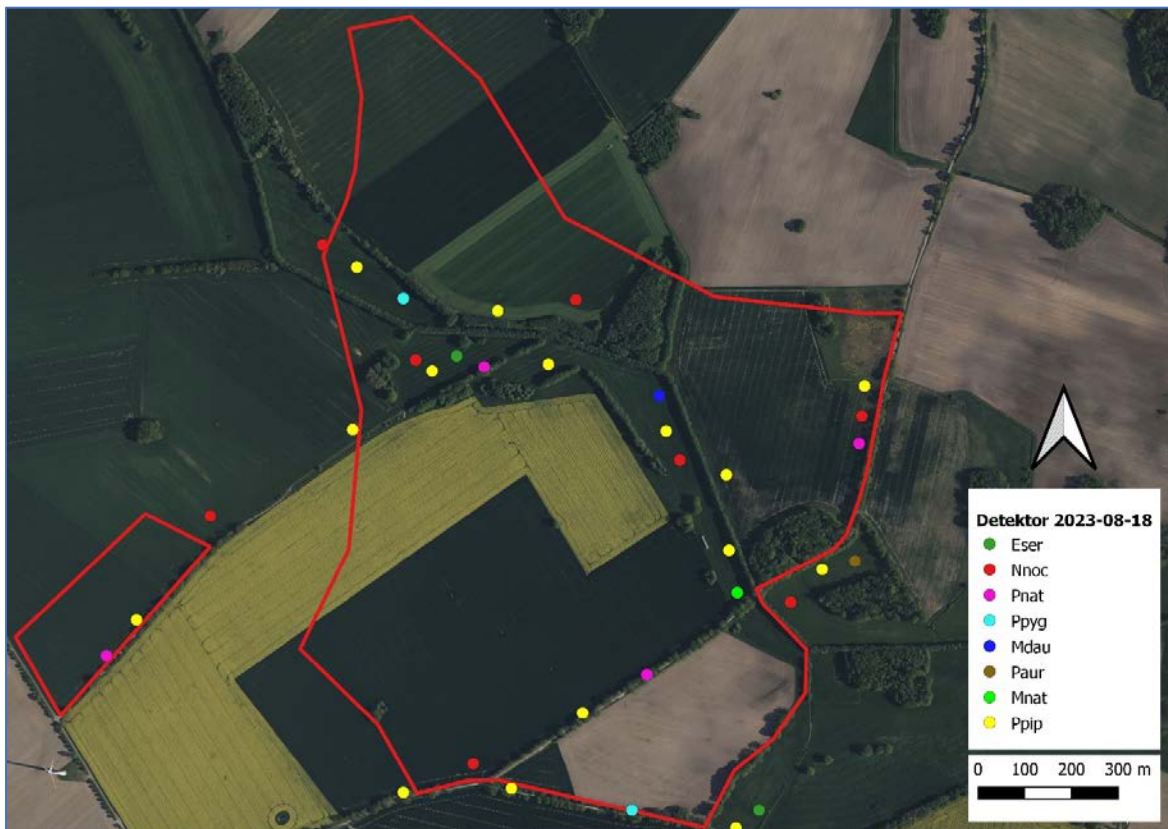 Detektor 2023-08-18
Eser
Nnoc
Pnat
Ppyg
Mdau
Paur
Mnat
Ppip
0 100 200 300 m